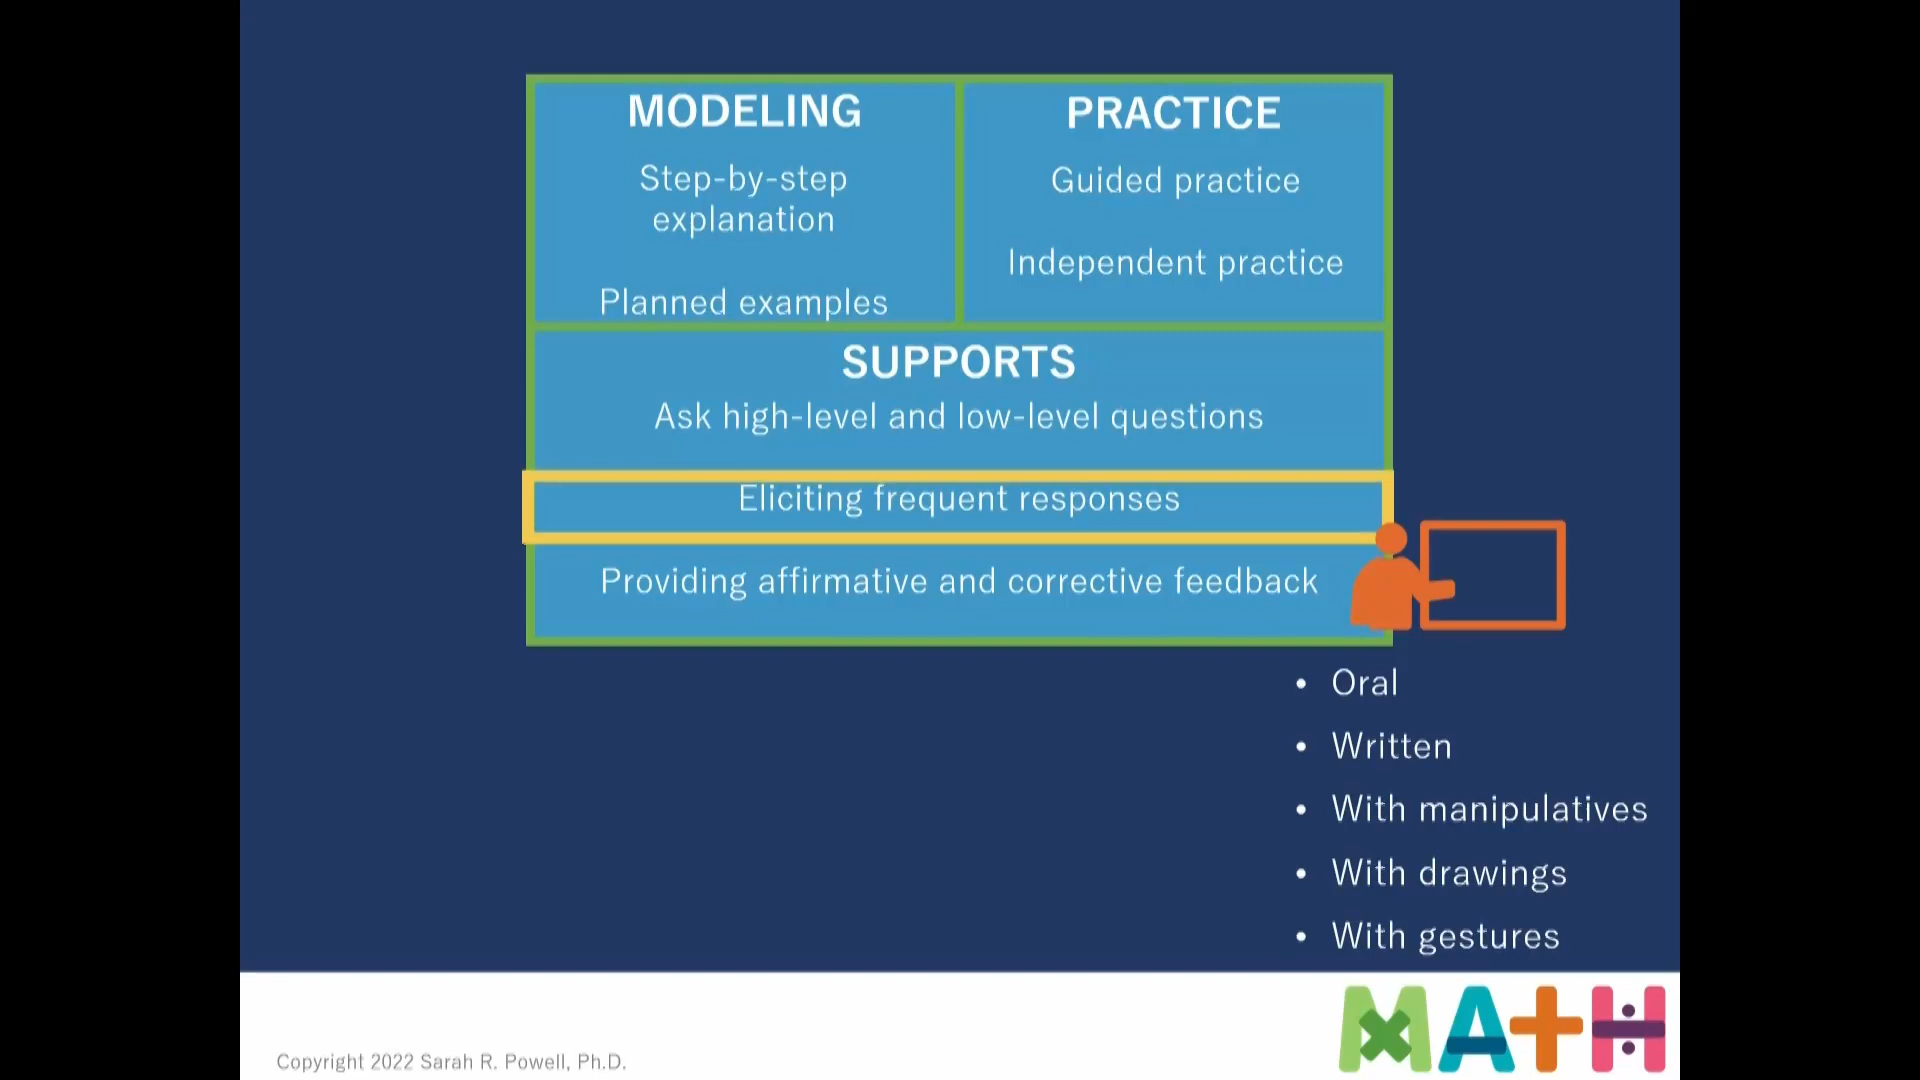 MODELING
Step-by-step
explanation
Planned examples
PRACTICE
Guided practice
Independent practice
SUPPORTS
Ask high-level and low-level questions
Eliciting frequent responses
Providing affirmative and corrective feedback
• Oral
• Written
• With manipulatives
• With drawings
• With gestures
Copyright 2022 Sarah R. Powell, Ph.D.
MATH